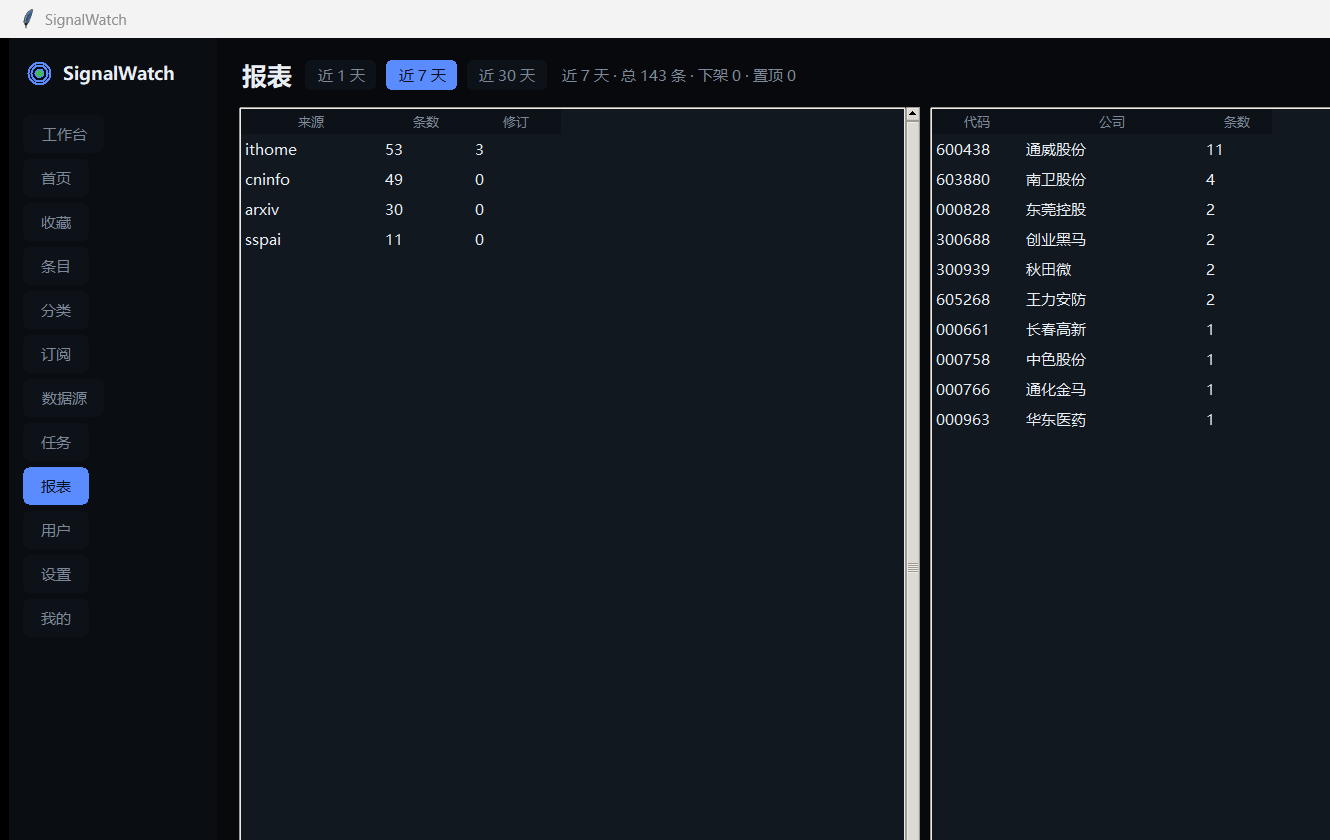 SignalWatch
SignalWatch
工作台
首页
收藏
条目
分类
订阅
数据源
任务
报表
用户
设置
我的
报表 近 1 天 近 7 天 近 30 天 近 7 天 · 总 143 条 · 下架 0 · 置顶 0
来源 条数 修订
ithome 53 3
cninfo 49 0
arxiv 30 0
sspai 11 0
代码 公司 条数
600438 通威股份 11
603880 南卫股份 4
000828 东莞控股 2
300688 创业黑马 2
300939 秋田微 2
605268 王力安防 2
000661 长春高新 1
000758 中色股份 1
000766 通化金马 1
000963 华东医药 1